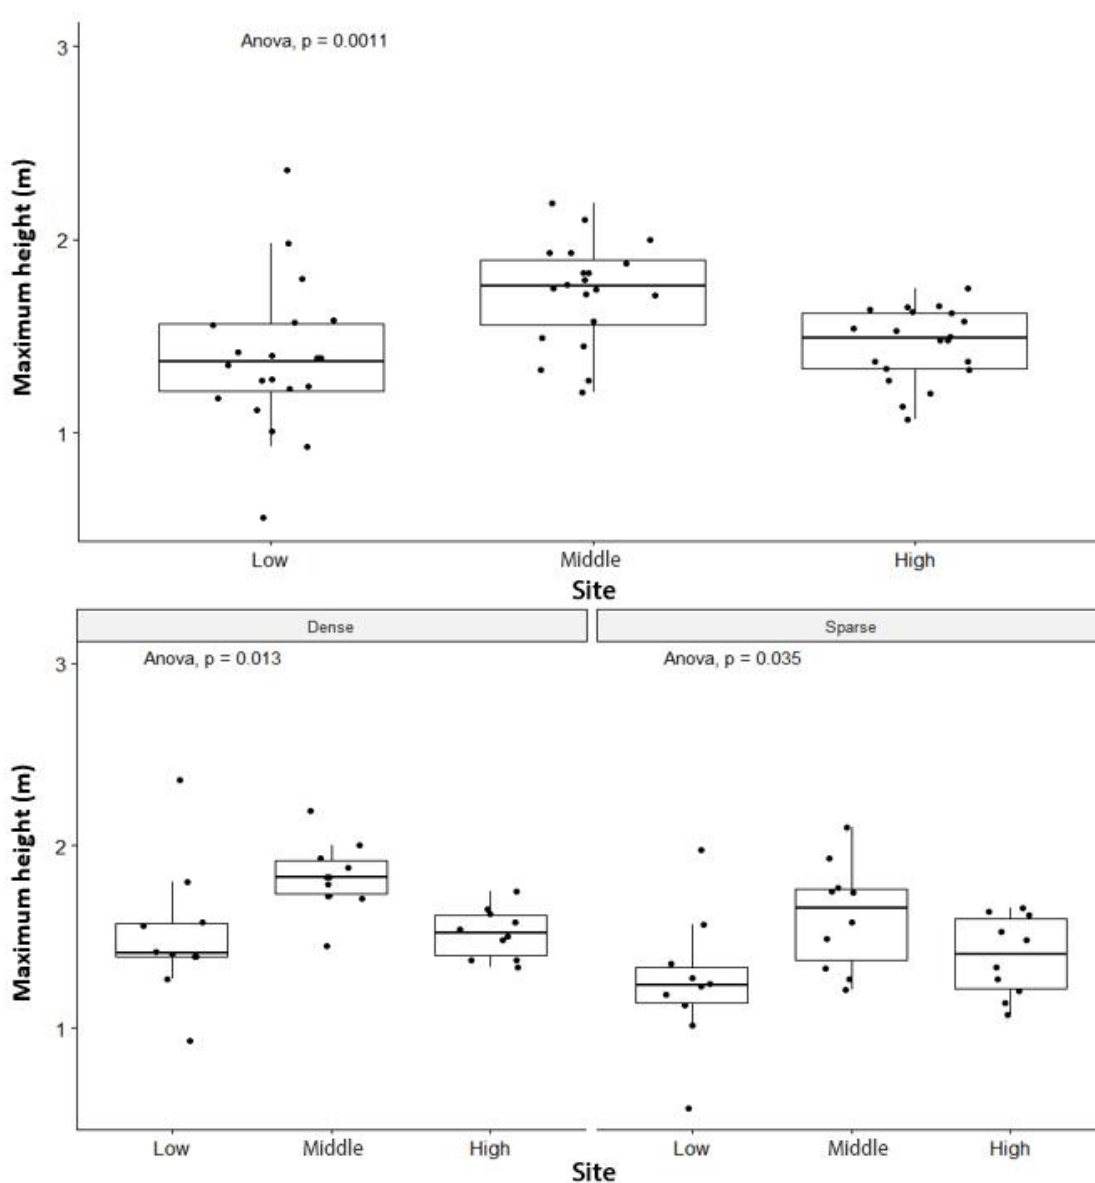 Anova, p = 0.0011
3
2
1
Maximum height (m)
Low Middle High
Site
Dense Sparse
Anova, p = 0.013 Anova, p = 0.035
3
2
1
Maximum height (m)
Low Middle High Low Middle High
Site